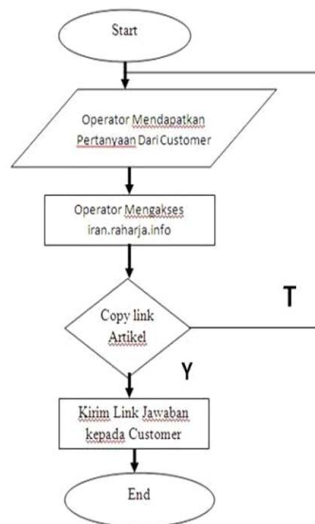 Start
Operator Mendapatkan
Pertanyaan Dari Customer
Operator Mengakses
iran.raharja.info
Copy link
Artikel
T
Y
Kirim Link Jawaban
kepada Customer
End